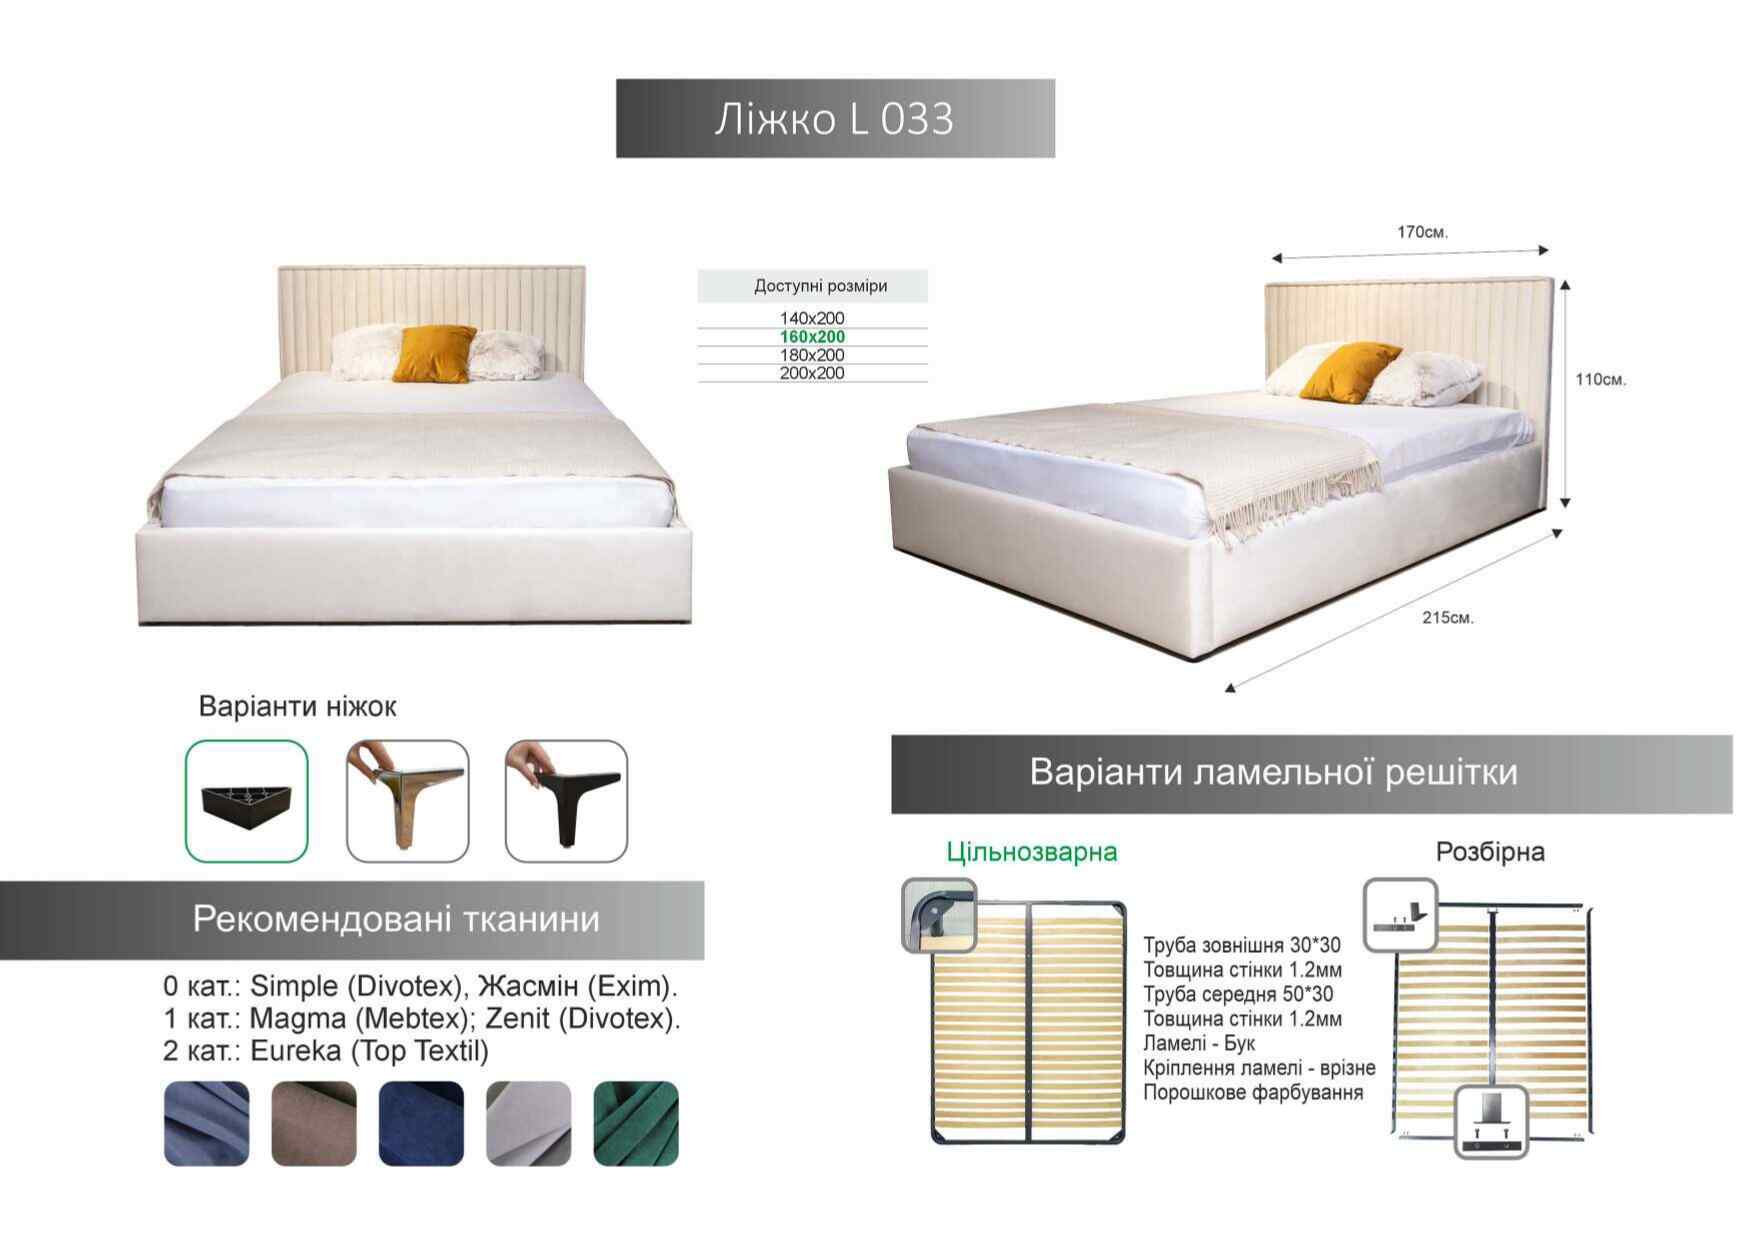 Ліжко L 033
170см.
Доступні розміри
140x200
160x200
180x200
200x200
110см.
215см.
Варіанти ніжок
Варіанти ламельної решітки
Цільнозварна
Розбірна
Рекомендовані тканини
0 кат.: Simple (Divotex), Жасмін (Exim).
1 кат.: Magma (Mebtex); Zenit (Divotex).
2 кат.: Eureka (Top Textil)
Труба зовнішня 30*30
Товщина стінки 1.2мм
Труба середня 50*30
Товщина стінки 1.2мм
Ламелі - Бук
Кріплення ламелі - врізне
Порошкове фарбування